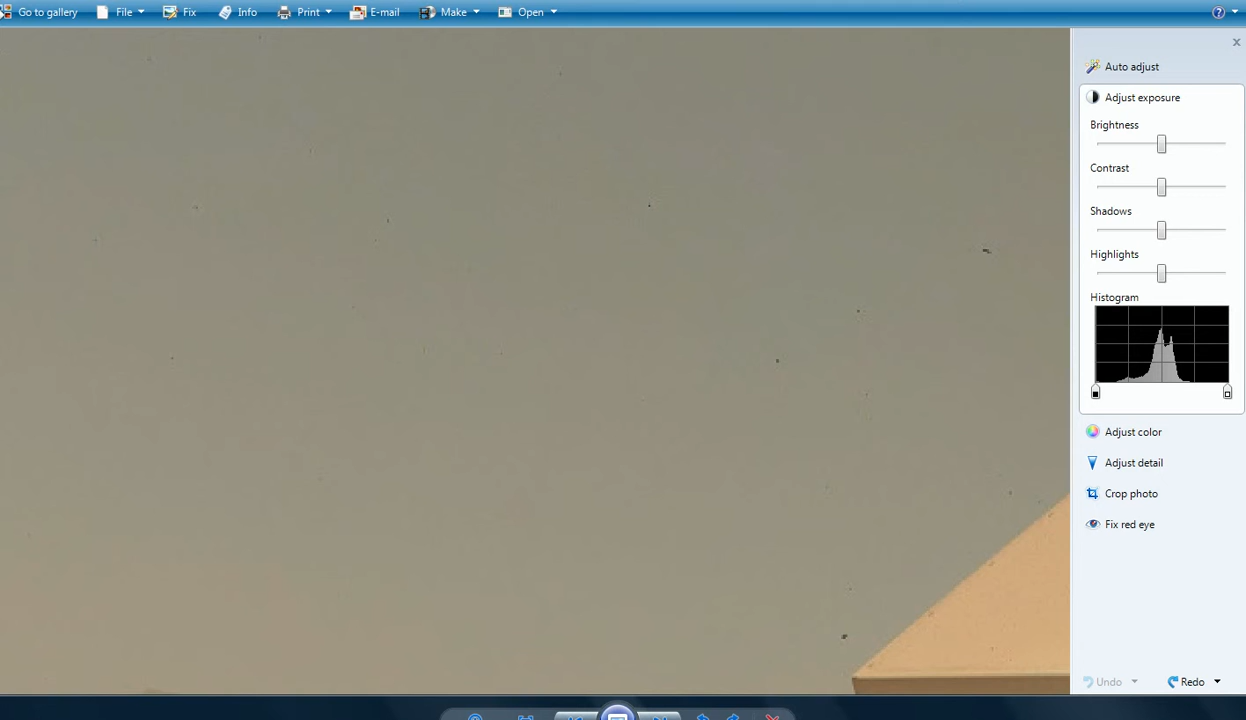 Go to gallery File Fix Info Print E-mail Make Open
Auto adjust
Adjust exposure
Brightness
Contrast
Shadows
Highlights
Histogram
Adjust color
Adjust detail
Crop photo
Fix red eye
Undo Redo